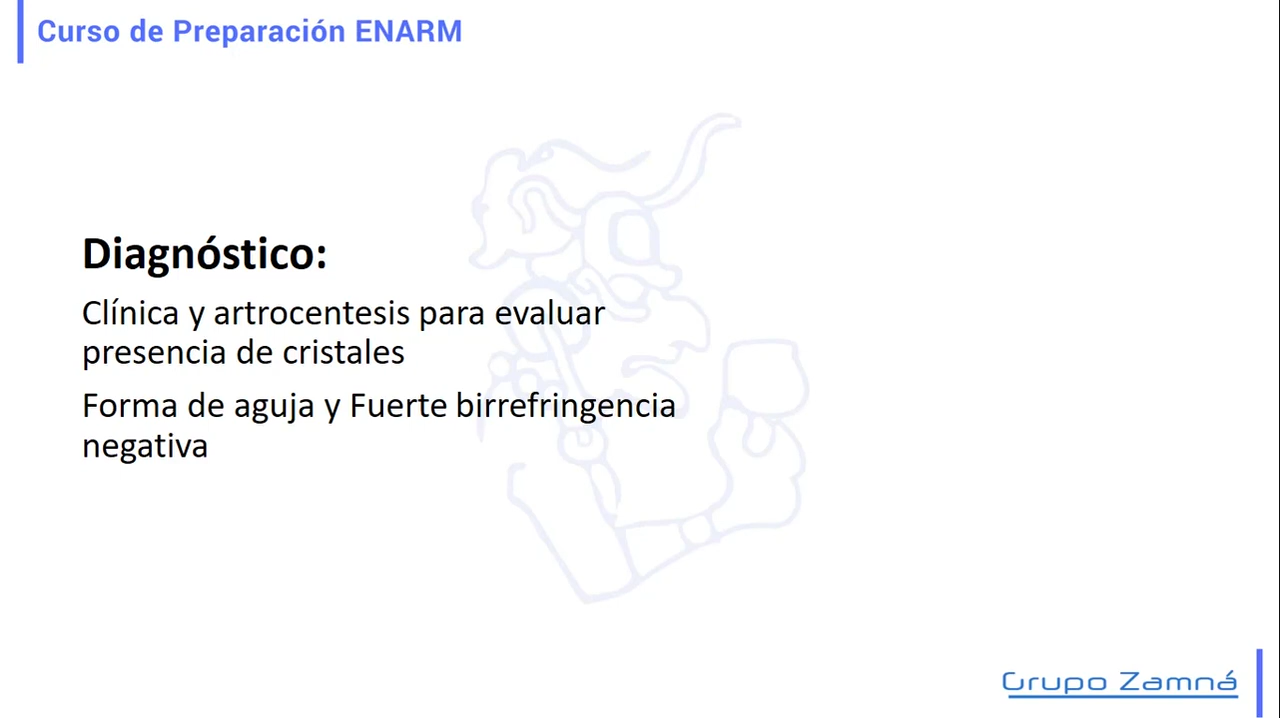 Curso de Preparación ENARM
Diagnóstico:
Clínica y artrocentesis para evaluar
presencia de cristales
Forma de aguja y Fuerte birrefringencia
negativa
Grupo Zamná